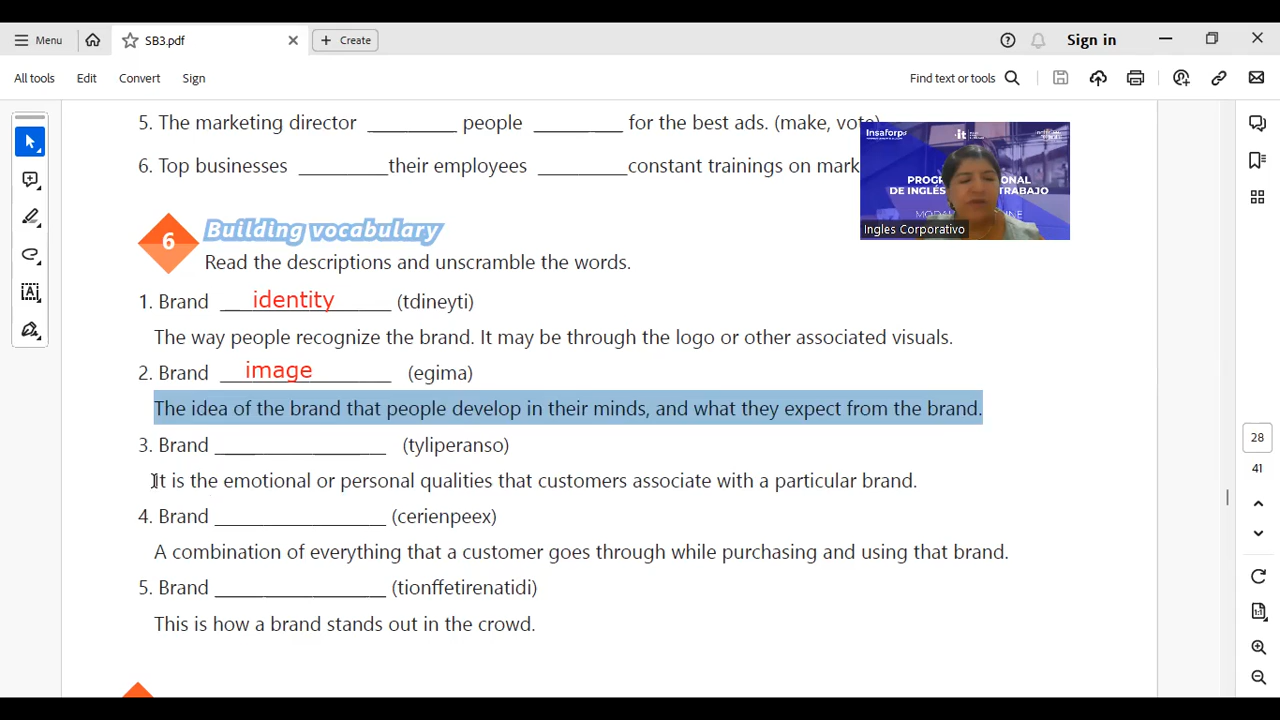 Menu
SB3.pdf
Create
Sign in
All tools
Edit
Convert
Sign
Find text or tools
5. The marketing director _________ people _________ for the best ads. (make, vote)
6. Top businesses _________their employees _________constant trainings on mark
Insaforp
it
PROG IONAL
DE INGLÉS TRABAJO
Ingles Corporativo
6
Building vocabulary
Read the descriptions and unscramble the words.
1. Brand identity (tdineyti)
The way people recognize the brand. It may be through the logo or other associated visuals.
2. Brand image (egima)
The idea of the brand that people develop in their minds, and what they expect from the brand.
3. Brand _________________ (tyliperanso)
It is the emotional or personal qualities that customers associate with a particular brand.
4. Brand _________________ (cerienpeex)
A combination of everything that a customer goes through while purchasing and using that brand.
5. Brand _________________ (tionffetirenatidi)
This is how a brand stands out in the crowd.
28
41